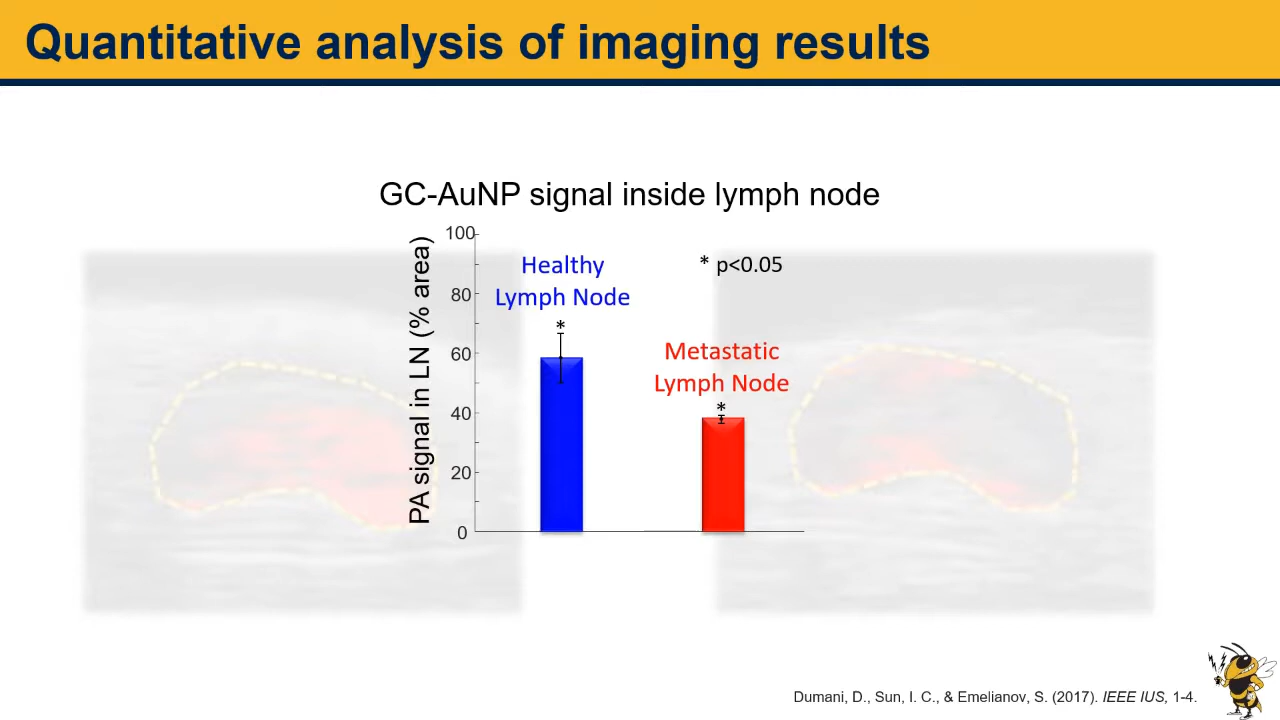 Quantitative analysis of imaging results
GC-AuNP signal inside lymph node
PA signal in LN (% area)
100
80
60
40
20
0
Healthy
Lymph Node
*
* p<0.05
Metastatic
Lymph Node
*
Dumani, D., Sun, I. C., & Emelianov, S. (2017). IEEE IUS, 1-4.